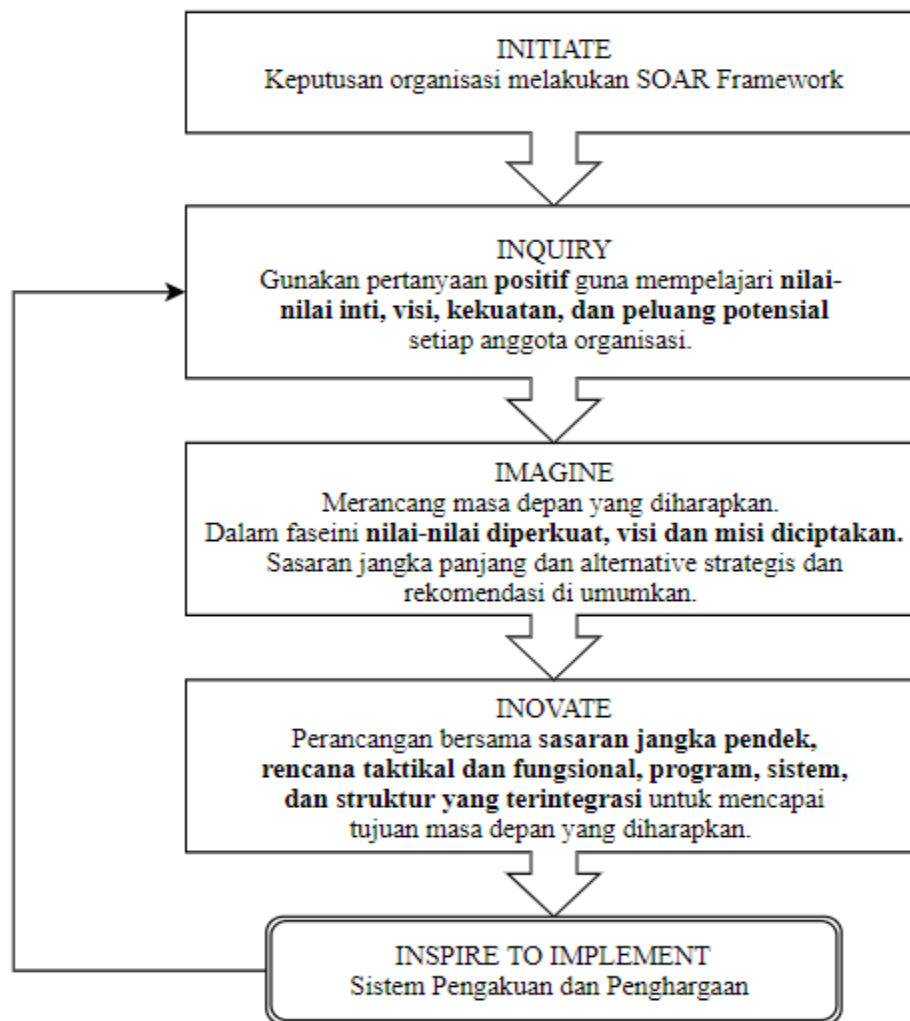 INITIATE
Keputusan organisasi melakukan SOAR Framework
INQUIRY
Gunakan pertanyaan positif guna mempelajari nilai-
nilai inti, visi, kekuatan, dan peluang potensial
setiap anggota organisasi.
IMAGINE
Merancang masa depan yang diharapkan.
Dalam faseini nilai-nilai diperkuat, visi dan misi diciptakan.
Sasaran jangka panjang dan alternative strategis dan
rekomendasi di umumkan.
INOVATE
Perancangan bersama sasaran jangka pendek,
rencana taktikal dan fungsional, program, sistem,
dan struktur yang terintegrasi untuk mencapai
tujuan masa depan yang diharapkan.
INSPIRE TO IMPLEMENT
Sistem Pengakuan dan Penghargaan